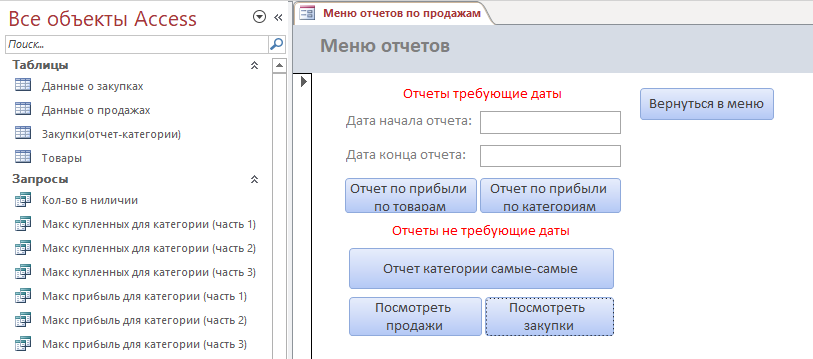 Все объекты Access
Поиск...
Таблицы
Данные о закупках
Данные о продажах
Закупки(отчет-категории)
Товары
Запросы
Кол-во в ниличии
Макс купленных для категории (часть 1)
Макс купленных для категории (часть 2)
Макс купленных для категории (часть 3)
Макс прибыль для категории (часть 1)
Макс прибыль для категории (часть 2)
Макс прибыль для категории (часть 3)
Меню отчетов по продажам
Меню отчетов
Отчеты требующие даты
Вернуться в меню
Дата начала отчета:
Дата конца отчета:
Отчет по прибыли
по товарам
Отчет по прибыли
по категориям
Отчеты не требующие даты
Отчет категории самые-самые
Посмотреть
продажи
Посмотреть
закупки